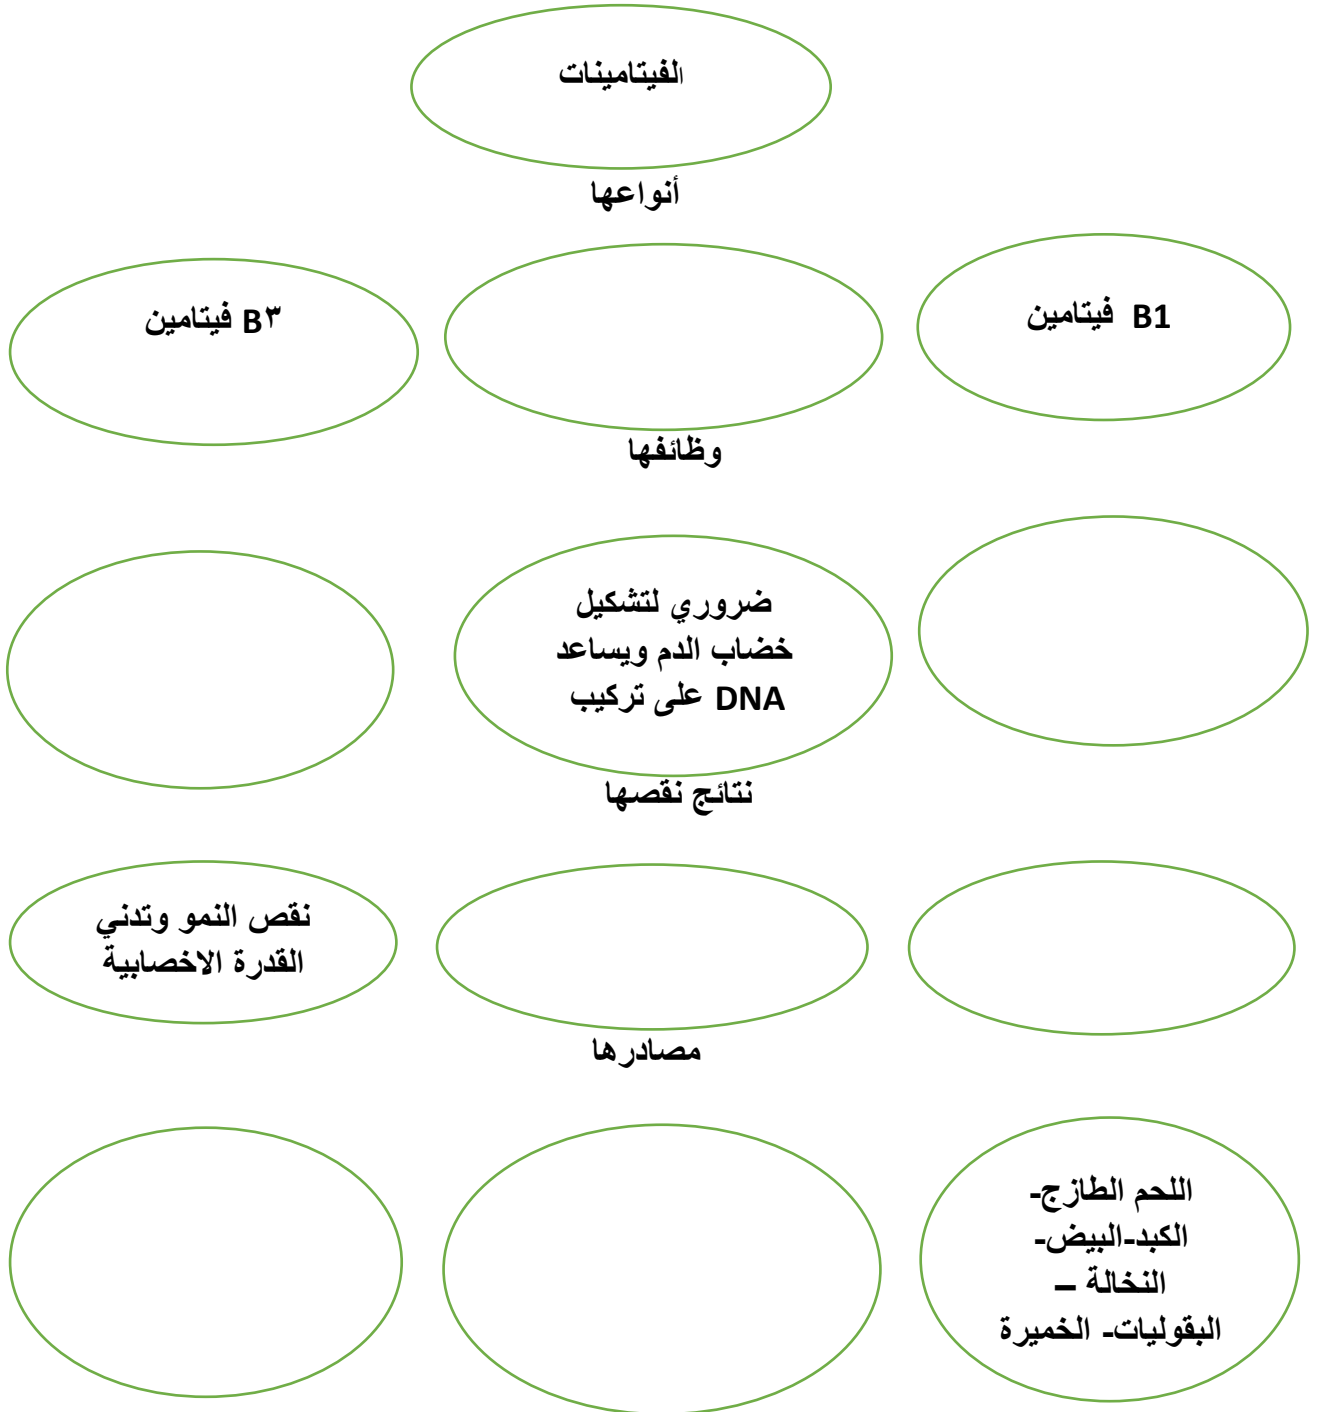 الفيتامينات
أنواعها
فيتامين B1
فيتامين B٣
وظائفها
ضروري لتشكيل
خضاب الدم ويساعد
على تركيب DNA
نتائج نقصها
نقص النمو وتدني
القدرة الاخصابية
مصادرها
اللحم الطازج-
الكبد-البيض-
النخالة –
البقوليات- الخميرة